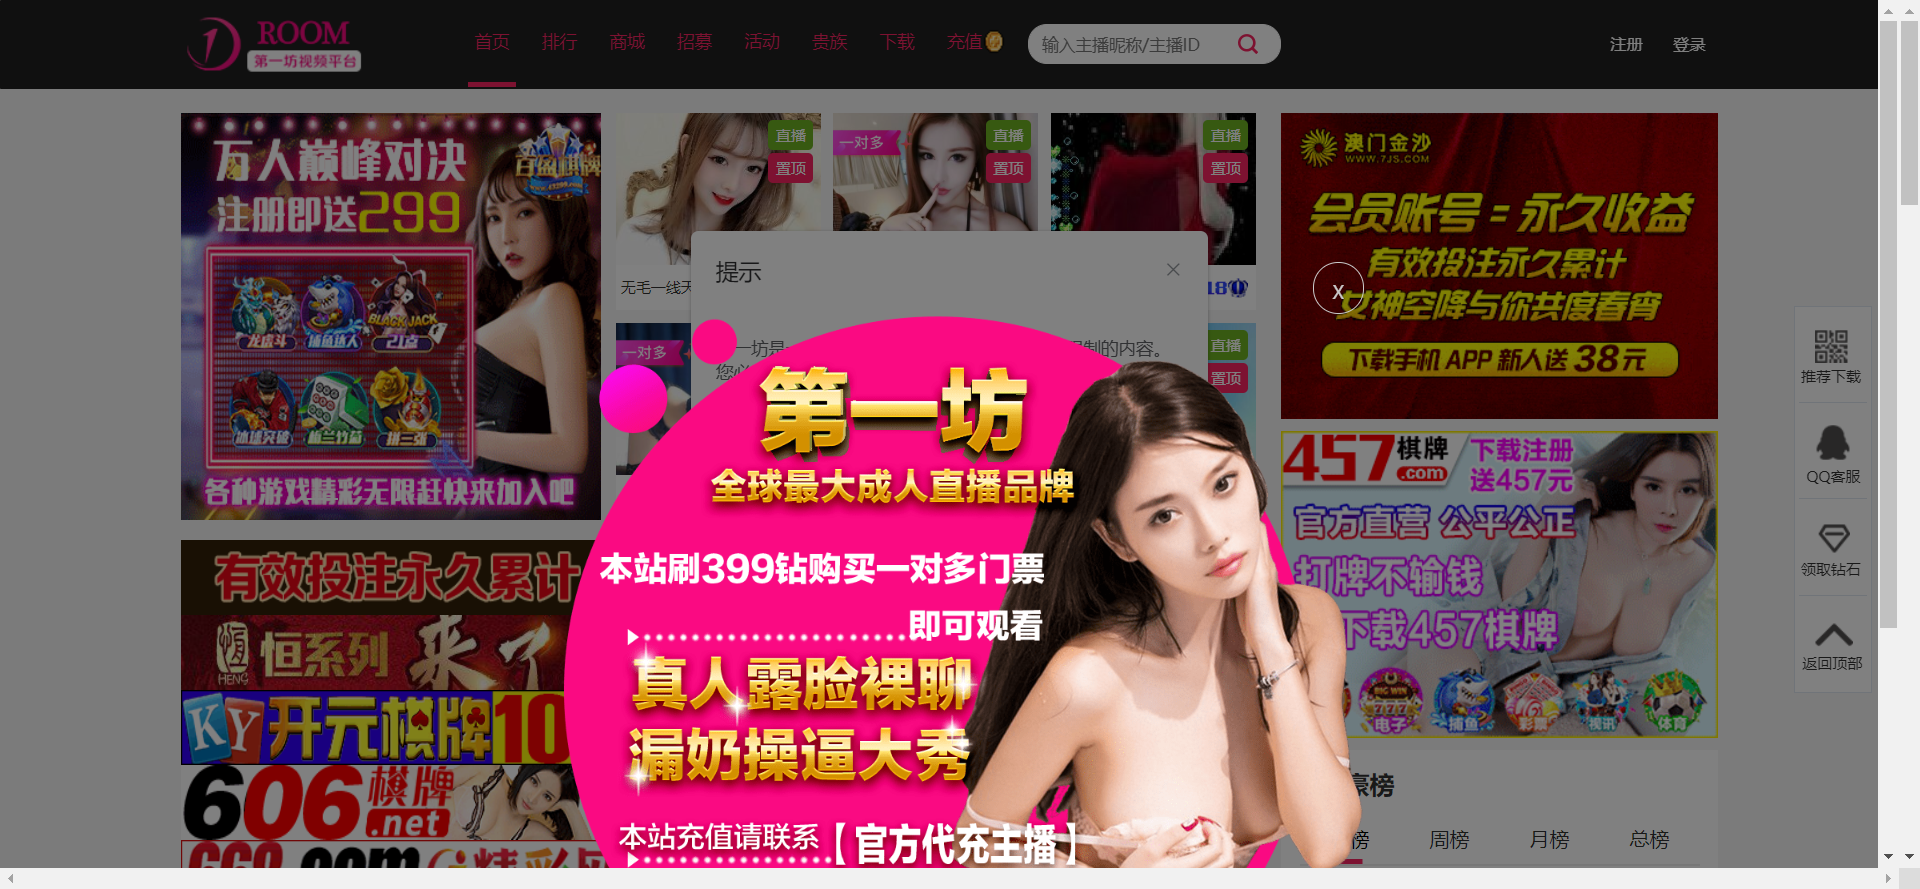 ROOM
第一坊视频平台
首页 排行 商城 招募 活动 贵族 下载 充值
输入主播昵称/主播ID
注册 登录
万人巅峰对决
百盈棋牌
注册即送299
龙虎斗 捕鱼达人 BLACK JACK 21点
冰球突破 梅兰竹菊 拼三张
各种游戏精彩无限赶快来加入吧
直播
置顶
一对多
直播
置顶
直播
置顶
无毛一线天
一对多
直播
置顶
澳门金沙
WWW.7JS.COM
会员账号=永久收益
有效投注永久累计
女神空降与你共度春宵
下载手机 APP 新人送 38元
X
提示
第一坊
全球最大成人直播品牌
本站刷399钻购买一对多门票
即可观看
真人露脸裸聊
漏奶操逼大秀
本站充值请联系【官方代充主播】
457棋牌.com
下载注册
送457元
官方直营 公平公正
打牌不输钱
下载457棋牌
BIG WIN 777
电子 捕鱼 彩票 视讯 体育
推荐下载
QQ客服
领取钻石
返回顶部
有效投注永久累计
恒 HENG 恒系列 来了
KY 开元棋牌10
606棋牌.net
豪榜
榜 周榜 月榜 总榜